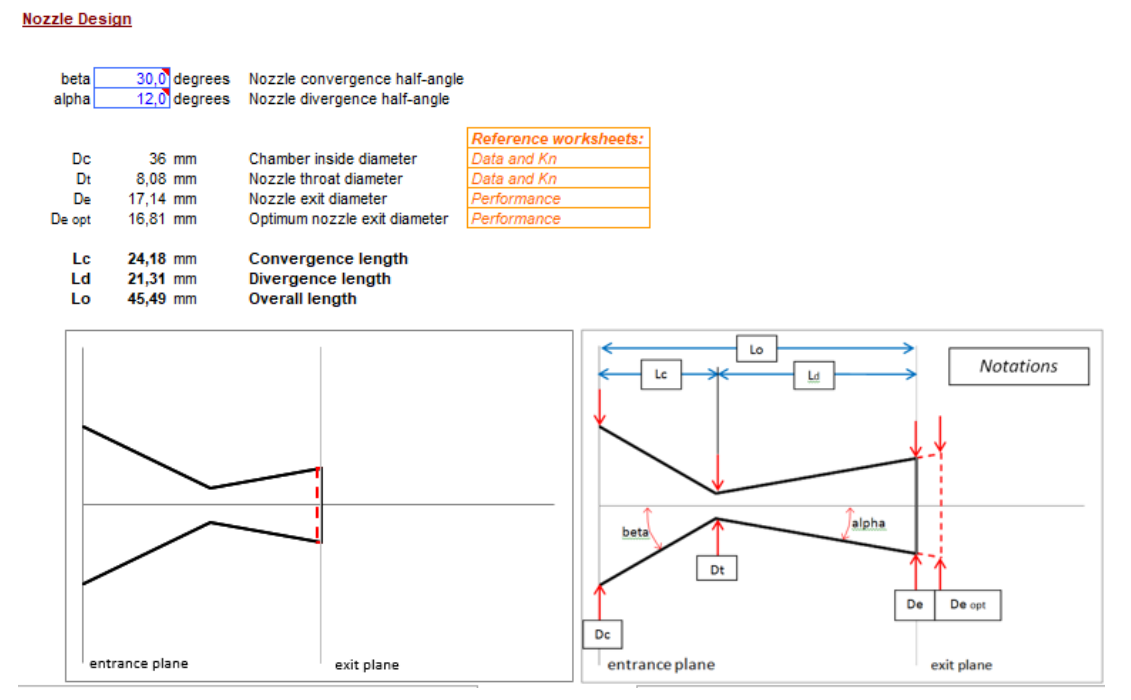 Nozzle Design
beta 30,0 degrees Nozzle convergence half-angle
alpha 12,0 degrees Nozzle divergence half-angle
Reference worksheets:
Dc 36 mm Chamber inside diameter Data and Kn
Dt 8,08 mm Nozzle throat diameter Data and Kn
De 17,14 mm Nozzle exit diameter Performance
De opt 16,81 mm Optimum nozzle exit diameter Performance
Lc 24,18 mm Convergence length
Ld 21,31 mm Divergence length
Lo 45,49 mm Overall length
entrance plane exit plane
Lo
Notations
Lc Ld
beta alpha
Dt
De De opt
Dc
entrance plane exit plane